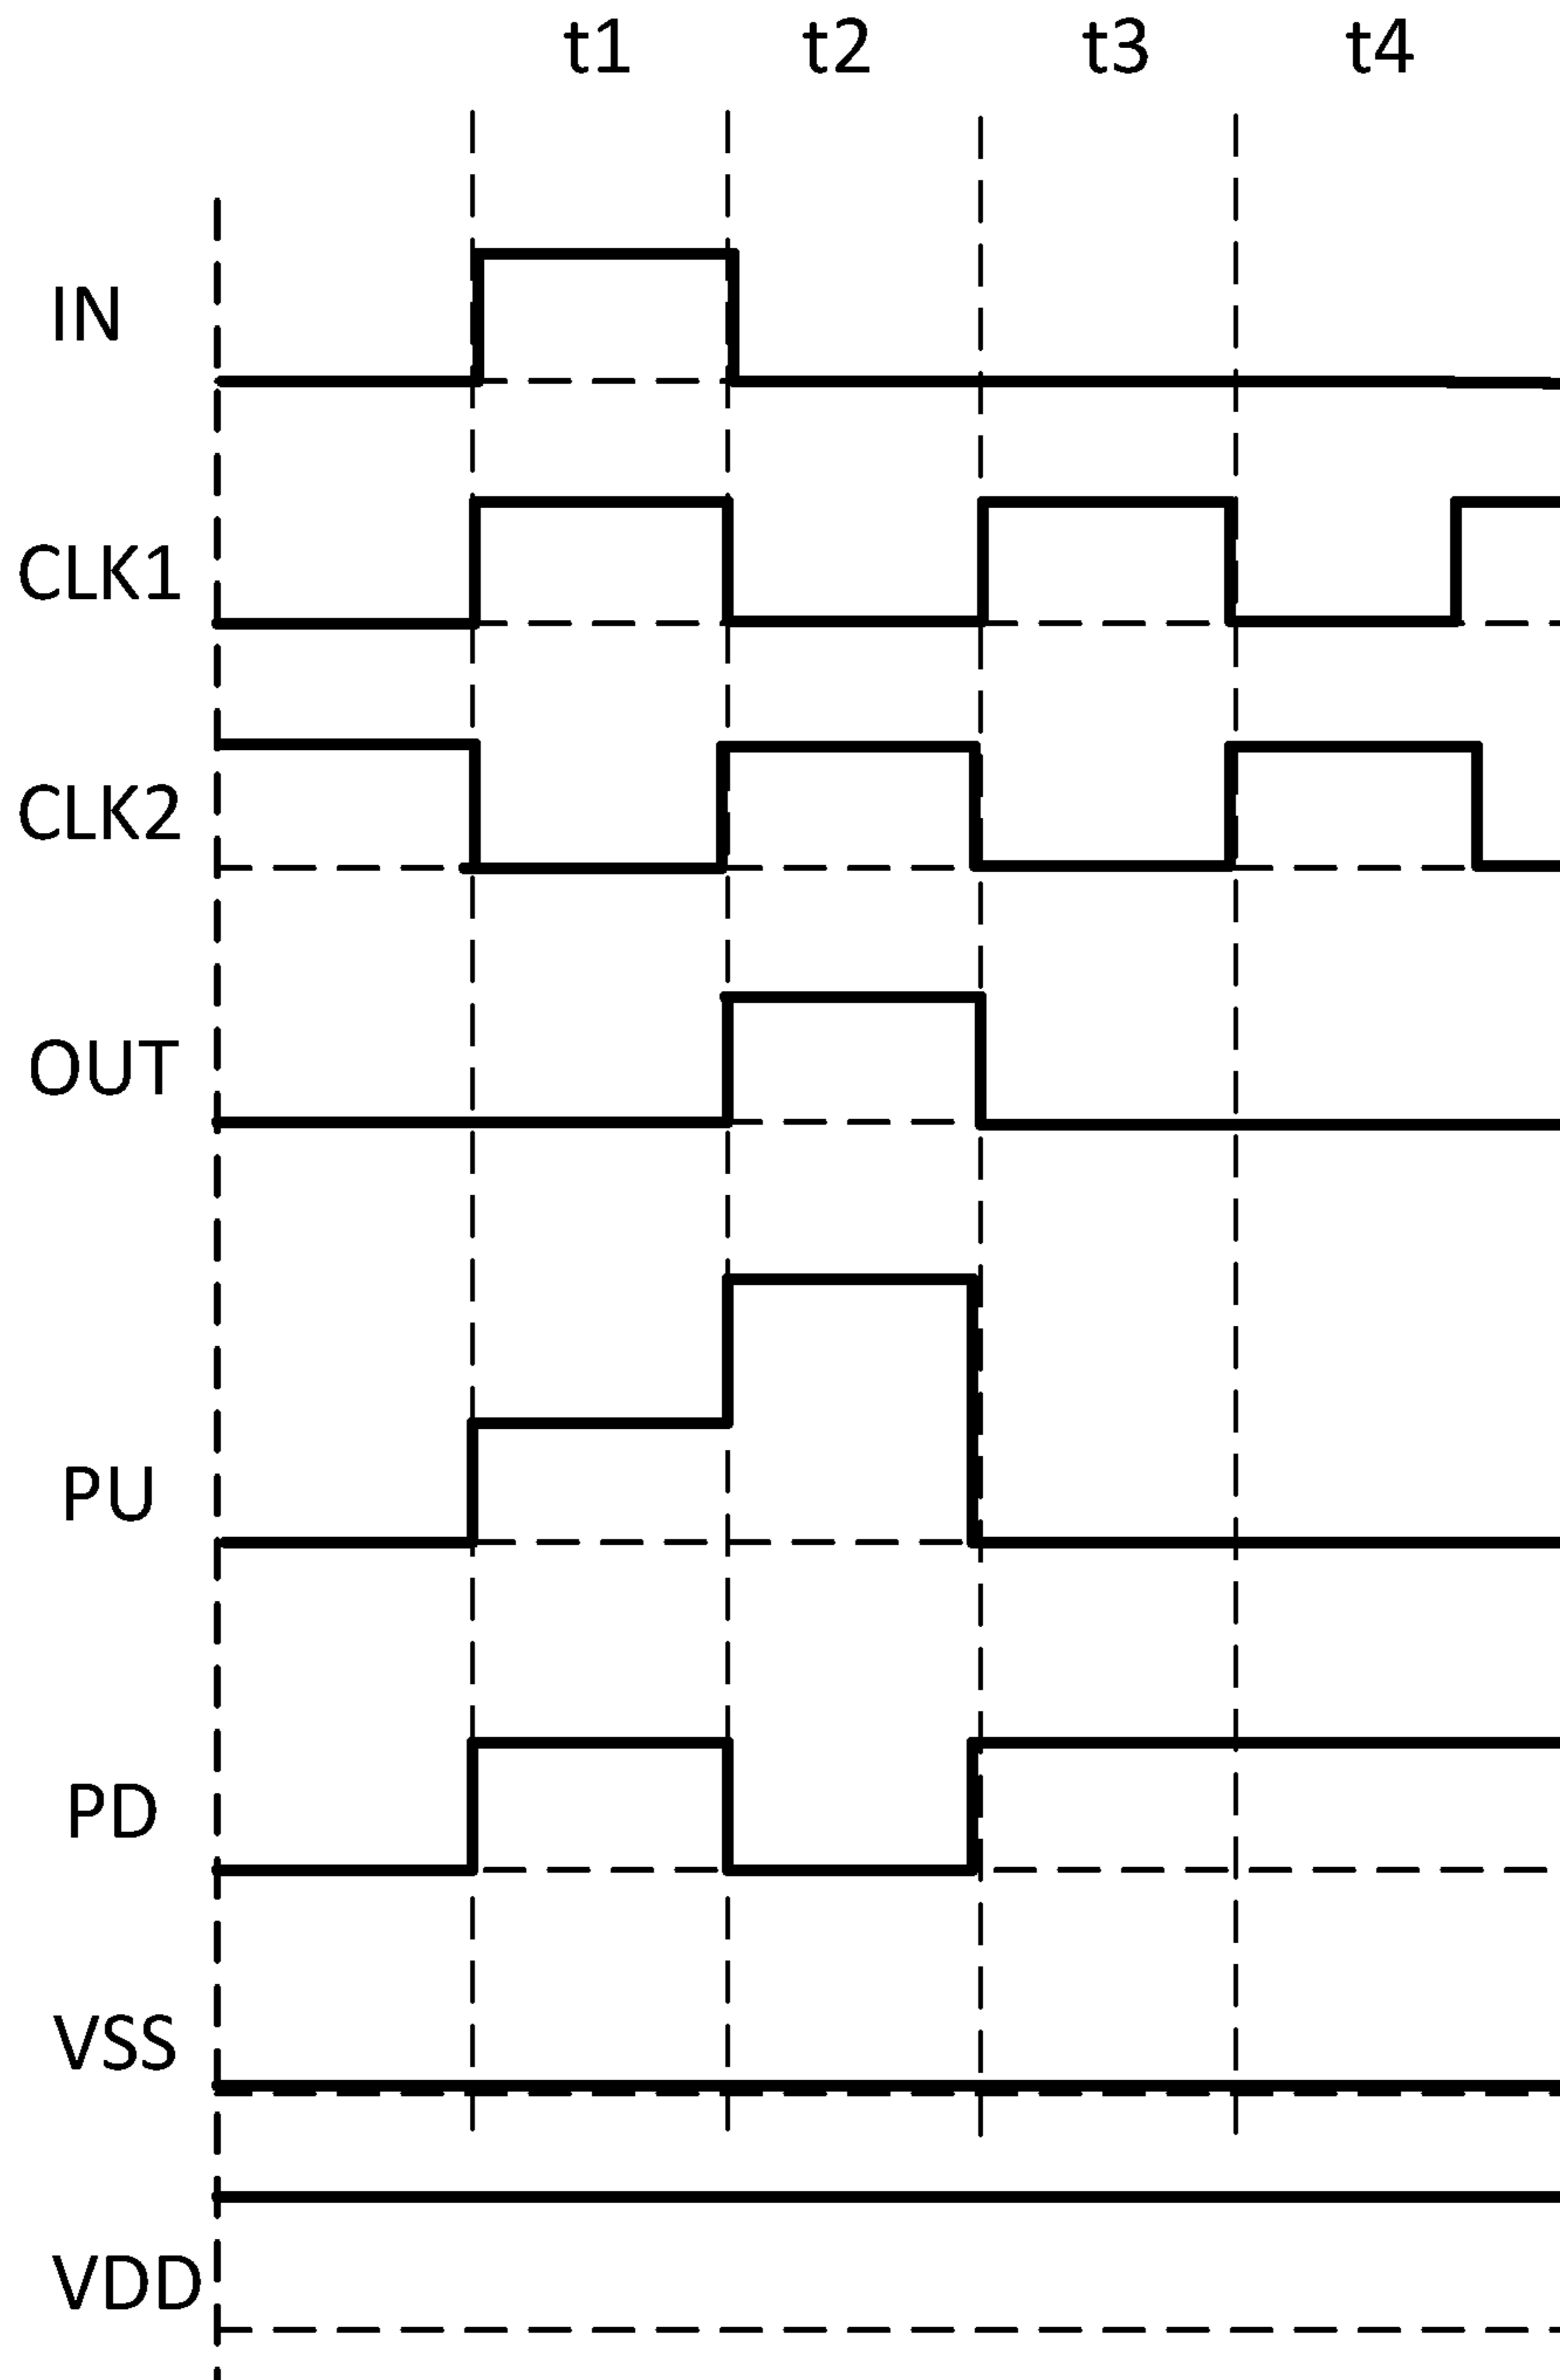 t1 t2 t3 t4
IN
CLK1
CLK2
OUT
PU
PD
VSS
VDD